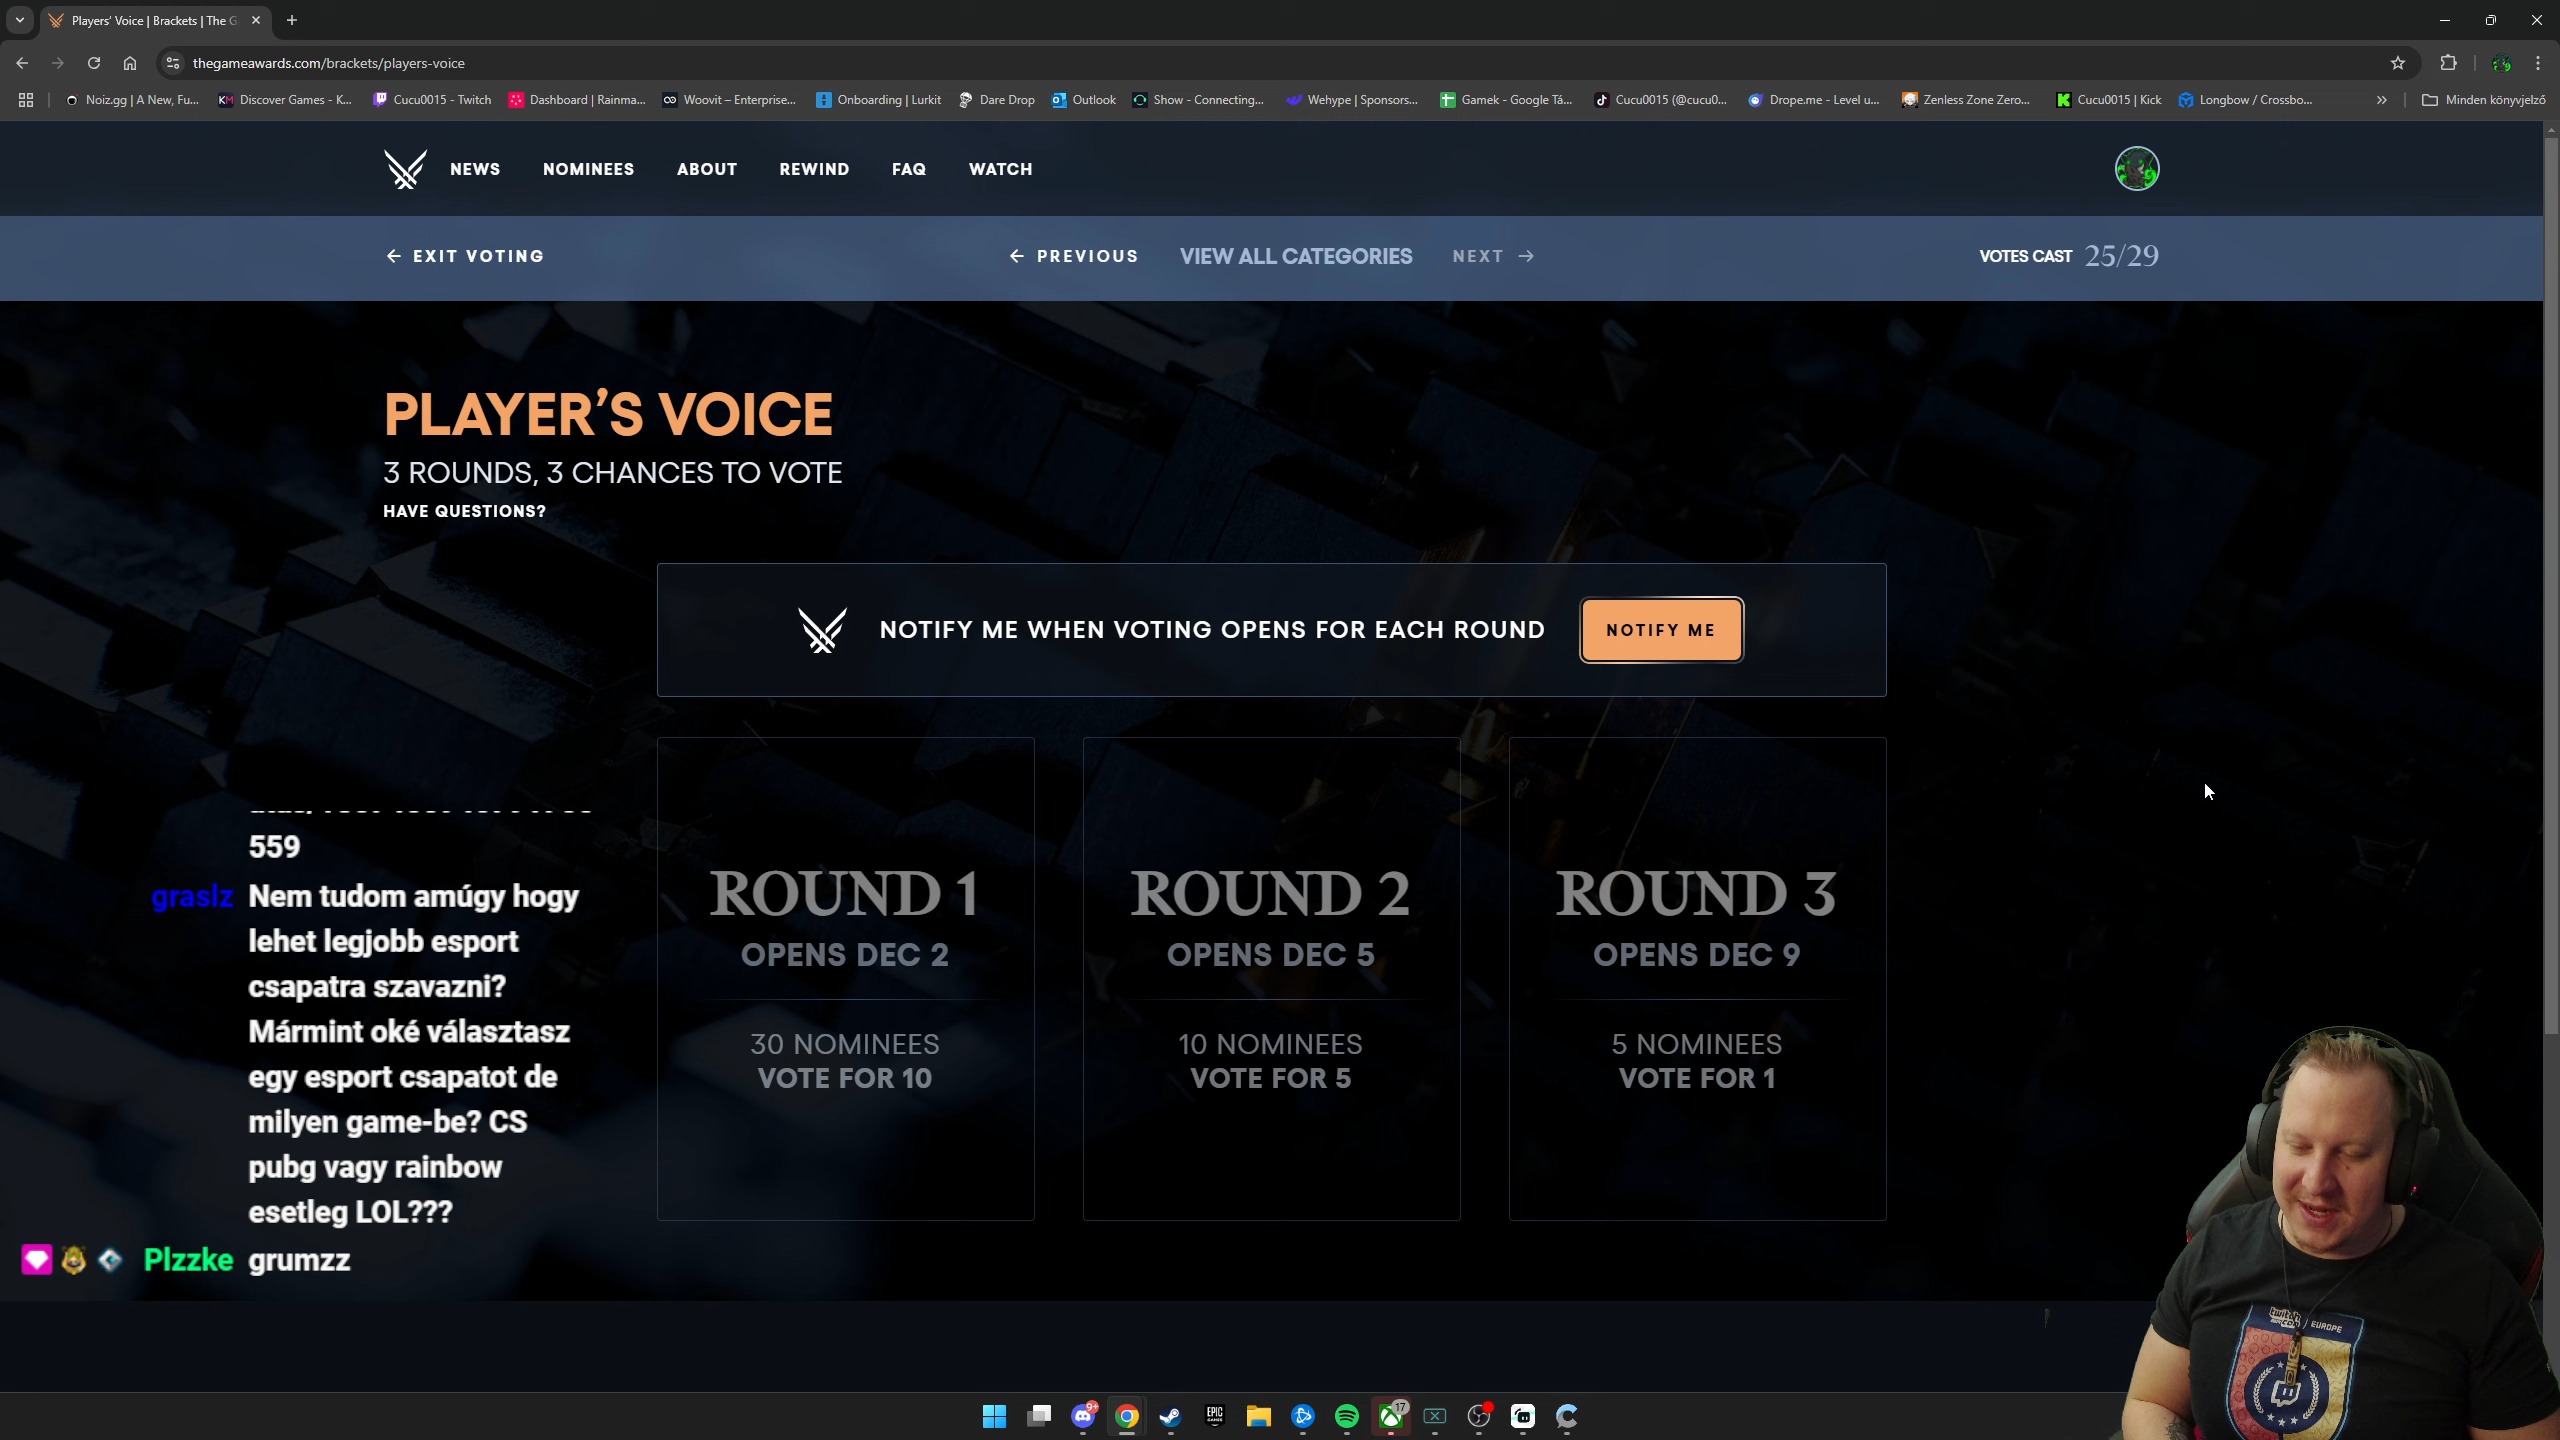 Players' Voice | Brackets | The G
thegameawards.com/brackets/players-voice
Noiz.gg | A New, Fu...
Discover Games - K...
Cucu0015 - Twitch
Dashboard | Rainma...
Woovit – Enterprise...
Onboarding | Lurkit
Dare Drop
Outlook
Show - Connecting...
Wehype | Sponsors...
Gamek - Google Tá...
Cucu0015 (@cucu0...
Drope.me - Level u...
Zenless Zone Zero...
Cucu0015 | Kick
Longbow / Crossbo...
Minden könyvjelző
NEWS
NOMINEES
ABOUT
REWIND
FAQ
WATCH
EXIT VOTING
PREVIOUS
VIEW ALL CATEGORIES
NEXT
VOTES CAST 25/29
PLAYER'S VOICE
3 ROUNDS, 3 CHANCES TO VOTE
HAVE QUESTIONS?
NOTIFY ME WHEN VOTING OPENS FOR EACH ROUND
NOTIFY ME
ROUND 1
OPENS DEC 2
30 NOMINEES
VOTE FOR 10
ROUND 2
OPENS DEC 5
10 NOMINEES
VOTE FOR 5
ROUND 3
OPENS DEC 9
5 NOMINEES
VOTE FOR 1
559
graslz Nem tudom amúgy hogy
lehet legjobb esport
csapatra szavazni?
Mármint oké választasz
egy esport csapatot de
milyen game-be? CS
pubg vagy rainbow
esetleg LOL???
Plzzke grumzz
EUROPE
9+
EPIC
17